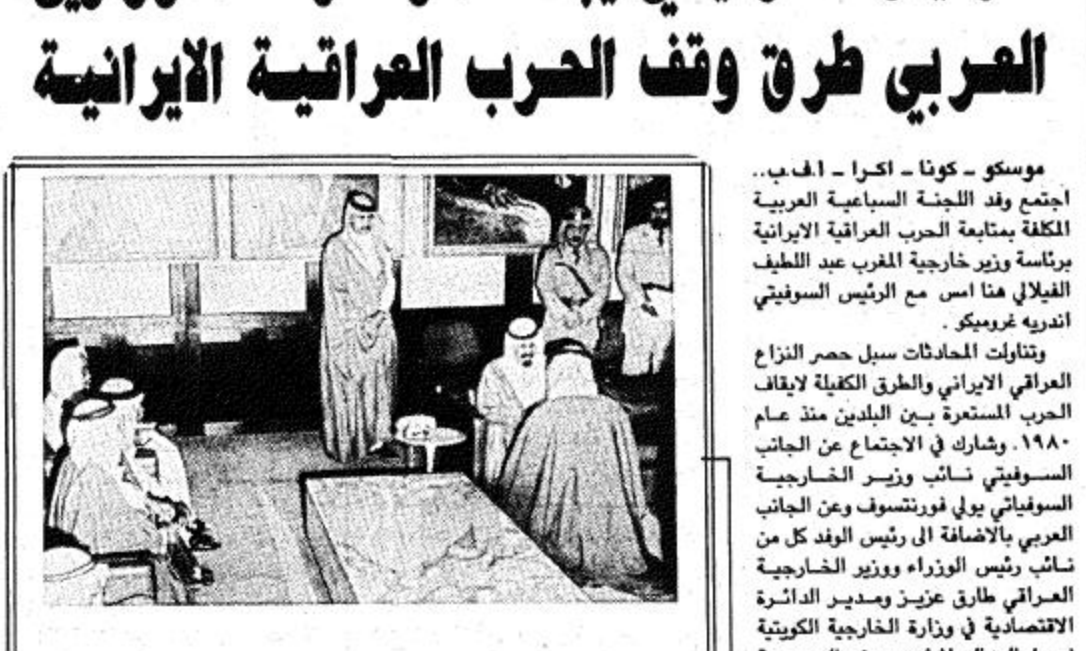 العربي طرق وقف الحرب العراقية الايرانية
موسكو - كونا - اكرا - ا.ف.ب..
اجتمع وفد اللجنة السباعية العربية
المكلفة بمتابعة الحرب العراقية الايرانية
برئاسة وزير خارجية المغرب عبد اللطيف
الفيلالي هنا امس مع الرئيس السوفيتي
اندريه غروميكو .
وتناولت المحادثات سبل حصر النزاع
العراقي الايراني والطرق الكفيلة لايقاف
الحرب المستعرة بين البلدين منذ عام
١٩٨٠. وشارك في الاجتماع عن الجانب
السوفيتي نائب وزير الخارجية
السوفياتي يولي فورنتسوف وعن الجانب
العربي بالاضافة الى رئيس الوفد كل من
نائب رئيس الوزراء ووزير الخارجية
العراقي طارق عزيز ومدير الدائرة
الاقتصادية في وزارة الخارجية الكويتية